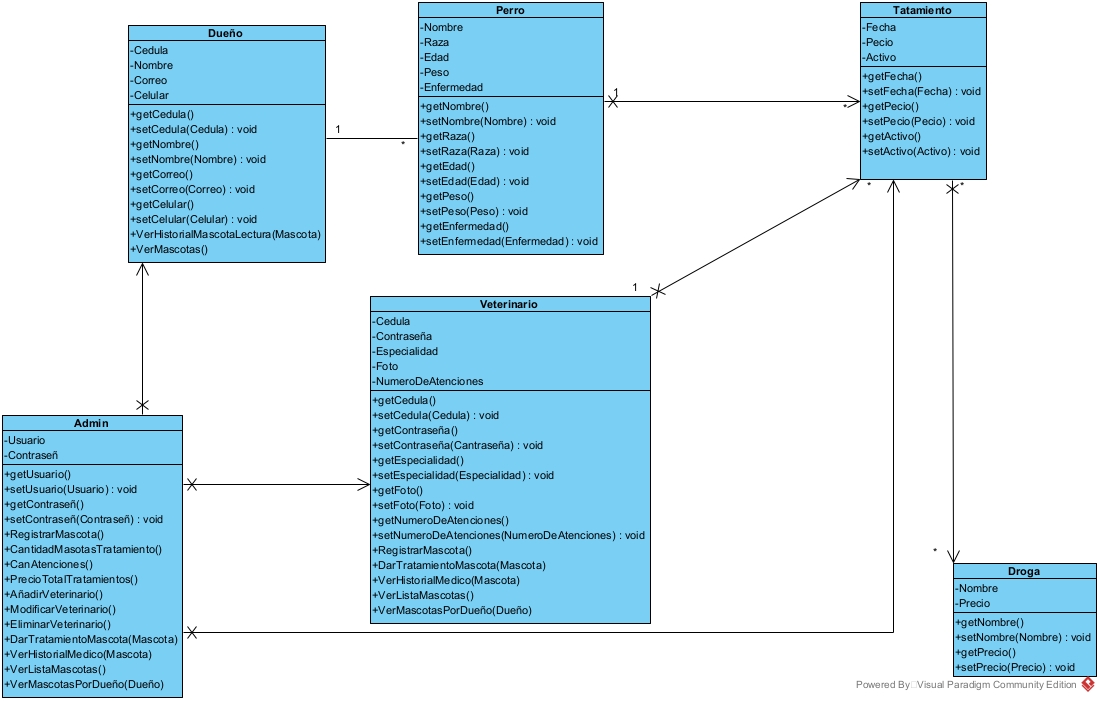 Dueño
-Cedula
-Nombre
-Correo
-Celular
+getCedula()
+setCedula(Cedula) : void
+getNombre()
+setNombre(Nombre) : void
+getCorreo()
+setCorreo(Correo) : void
+getCelular()
+setCelular(Celular) : void
+VerHistorialMascotaLectura(Mascota)
+VerMascotas()
1
*
Perro
-Nombre
-Raza
-Edad
-Peso
-Enfermedad
+getNombre()
+setNombre(Nombre) : void
+getRaza()
+setRaza(Raza) : void
+getEdad()
+setEdad(Edad) : void
+getPeso()
+setPeso(Peso) : void
+getEnfermedad()
+setEnfemedad(Enfermedad) : void
1
*
Tatamiento
-Fecha
-Pecio
-Activo
+getFecha()
+setFecha(Fecha) : void
+getPecio()
+setPecio(Pecio) : void
+getActivo()
+setActivo(Activo) : void
*
*
1
Veterinario
-Cedula
-Contraseña
-Especialidad
-Foto
-NumeroDeAtenciones
+getCedula()
+setCedula(Cedula) : void
+getContraseña()
+setContraseña(Cantraseña) : void
+getEspecialidad()
+setEspecialidad(Especialidad) : void
+getFoto()
+setFoto(Foto) : void
+getNumeroDeAtenciones()
+setNumeroDeAtenciones(NumeroDeAtenciones) : void
+RegistrarMascota()
+DarTratamientoMascota(Mascota)
+VerHistorialMedico(Mascota)
+VerListaMascotas()
+VerMascotasPorDueño(Dueño)
Admin
-Usuario
-Contraseñ
+getUsuario()
+setUsuario(Usuario) : void
+getContraseñ()
+setContraseñ(Contraseñ) : void
+RegistrarMascota()
+CantidadMasotasTratamiento()
+CanAtenciones()
+PrecioTotalTratamientos()
+AñadirVeterinario()
+ModificarVeterinario()
+EliminarVeterinario()
+DarTratamientoMascota(Mascota)
+VerHistorialMedico(Mascota)
+VerListaMascotas()
+VerMascotasPorDueño(Dueño)
*
Droga
-Nombre
-Precio
+getNombre()
+setNombre(Nombre) : void
+getPrecio()
+setPrecio(Precio) : void
Powered By Visual Paradigm Community Edition